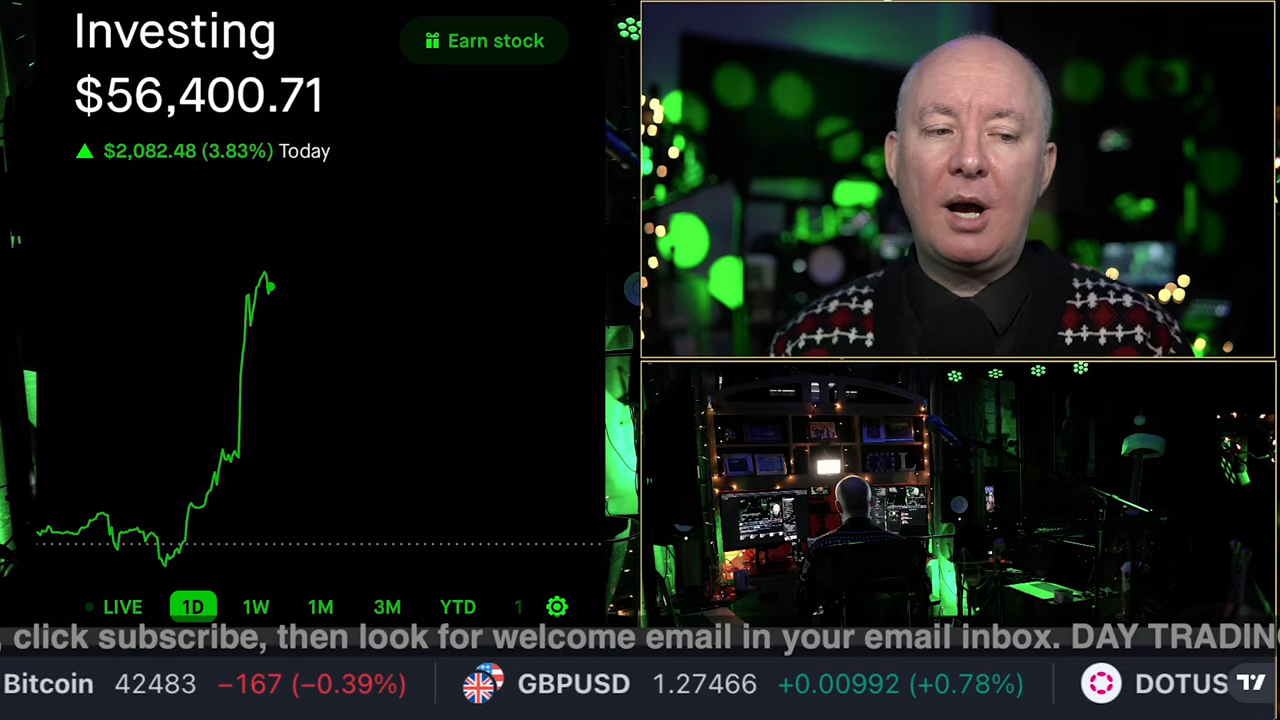 Investing
Earn stock
$56,400.71
$2,082.48 (3.83%) Today
LIVE 1D 1W 1M 3M YTD 1
, click subscribe, then look for welcome email in your email inbox. DAY TRADIN
Bitcoin 42483 −167 (−0.39%) GBPUSD 1.27466 +0.00992 (+0.78%) DOTUS